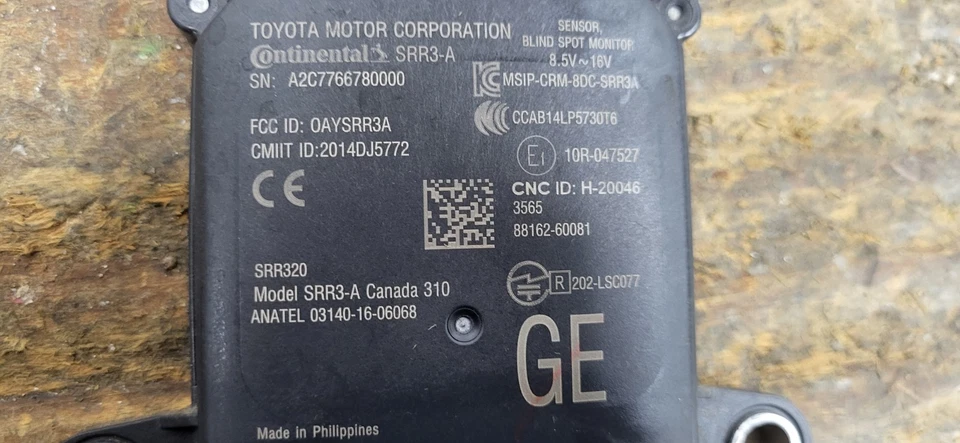 TOYOTA MOTOR CORPORATION
Continental SRR3-A
SN: A2C7766780000
SENSOR,
BLIND SPOT MONITOR
8.5V~16V
MSIP-CRM-8DC-SRR3A
CCAB14LP5730T6
FCC ID: OAYSRR3A
CMIIT ID:2014DJ5772
E1 10R-047527
CE
CNC ID: H-20046
3565
88162-60081
SRR320
Model SRR3-A Canada 310
ANATEL 03140-16-06068
R 202-LSC077
GE
Made in Philippines